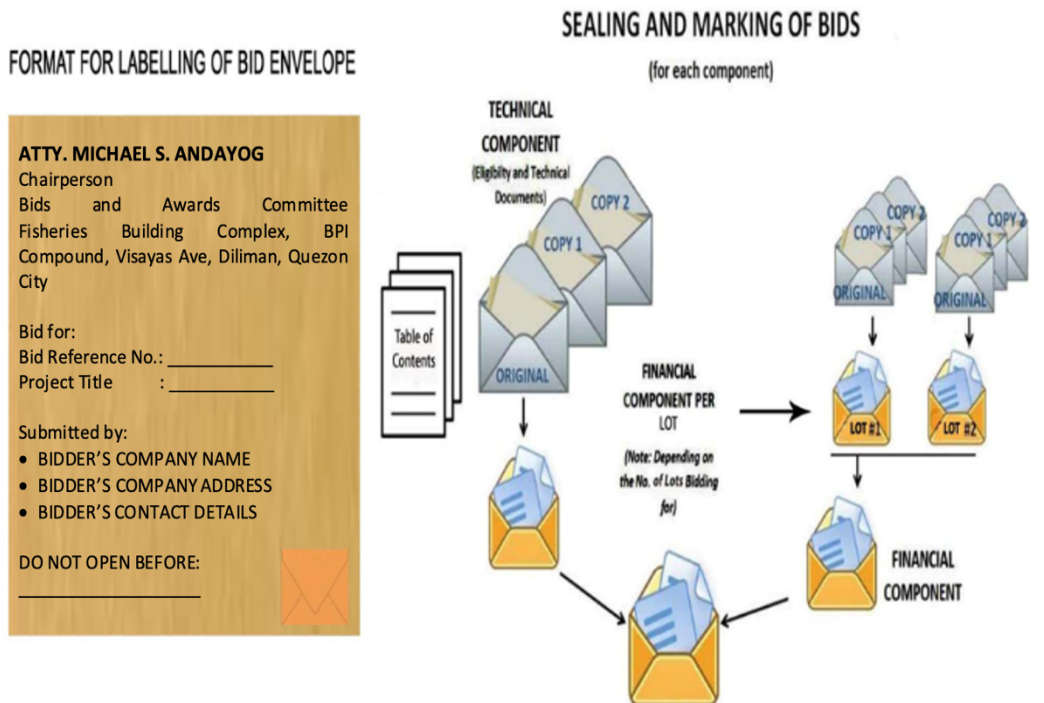 FORMAT FOR LABELLING OF BID ENVELOPE
ATTY. MICHAEL S. ANDAYOG
Chairperson
Bids and Awards Committee
Fisheries Building Complex, BPI
Compound, Visayas Ave, Diliman, Quezon
City
Bid for:
Bid Reference No.: ____________
Project Title : ____________
Submitted by:
• BIDDER'S COMPANY NAME
• BIDDER'S COMPANY ADDRESS
• BIDDER'S CONTACT DETAILS
DO NOT OPEN BEFORE:
____________________
SEALING AND MARKING OF BIDS
(for each component)
TECHNICAL
COMPONENT
(Eligibilty and Technical
Documents)
COPY 2
COPY 1
ORIGINAL
Table of
Contents
FINANCIAL
COMPONENT PER
LOT
(Note: Depending on
the No. of Lots Bidding
for)
COPY 2
COPY 1
ORIGINAL
COPY 2
COPY 1
ORIGINAL
LOT #1
LOT #2
FINANCIAL
COMPONENT